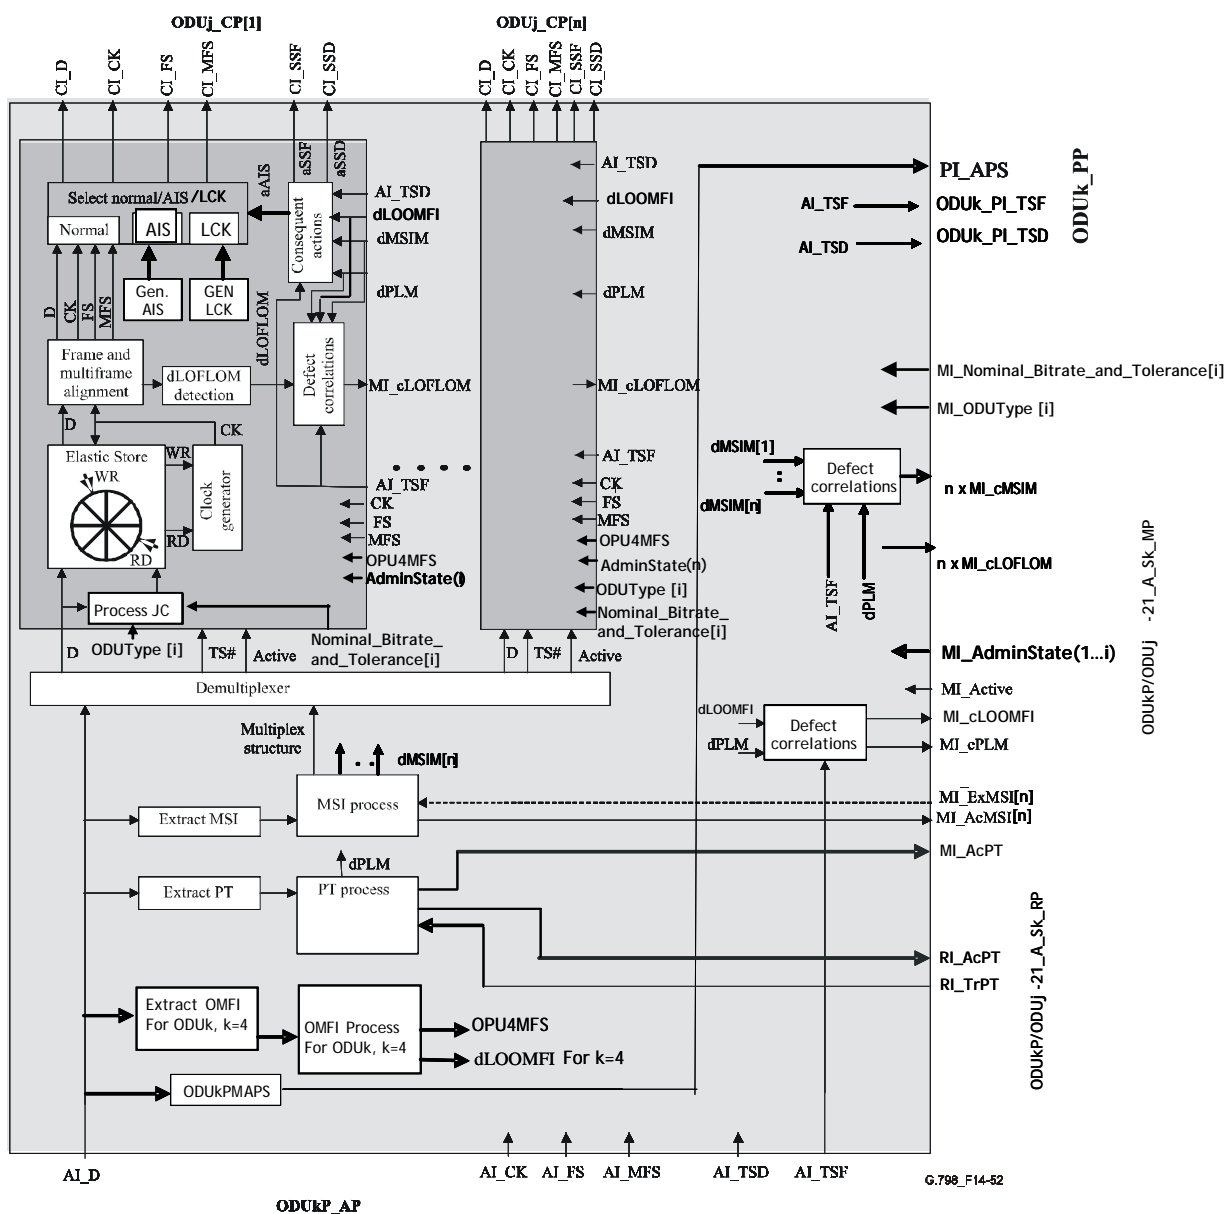 ODUj_CP[1]
ODUj_CP[n]
CI_D
CI_CK
CI_FS
CI_MFS
CI_SSF
CI_SSD
CI_D
CI_CK
CI_FS
CI_MFS
CI_SSF
CI_SSD
aAIS
aSSF
aSSD
Select normal/AIS/LCK
Normal
AIS
LCK
Gen.
AIS
GEN
LCK
Consequent
actions
AI_TSD
dLOOMFI
dMSIM
dPLM
D
CK
FS
MFS
dLOFLOM
Frame and
multiframe
alignment
dLOFLOM
detection
Defect
correlations
MI_cLOFLOM
D
CK
Elastic Store
WR
RD
WR
RD
Clock
generator
AI_TSF
CK
FS
MFS
OPU4MFS
AdminState(i)
Process JC
ODUType [i]
Nominal_Bitrate_
and_Tolerance[i]
D
TS#
Active
AI_TSD
dLOOMFI
dMSIM
dPLM
MI_cLOFLOM
AI_TSF
CK
FS
MFS
OPU4MFS
AdminState(n)
ODUType [i]
Nominal_Bitrate_
and_Tolerance[i]
D
TS#
Active
PI_APS
AI_TSF
ODUk_PI_TSF
AI_TSD
ODUk_PI_TSD
ODUk_PP
MI_Nominal_Bitrate_and_Tolerance[i]
MI_ODUType [i]
dMSIM[1]
dMSIM[n]
Defect
correlations
n x MI_cMSIM
n x MI_cLOFLOM
AI_TSF
dPLM
ODUkP/ODUj -21_A_Sk_MP
MI_AdminState(1...i)
MI_Active
dLOOMFI
dPLM
Defect
correlations
MI_cLOOMFI
MI_cPLM
Demultiplexer
Multiplex
structure
dMSIM[n]
Extract MSI
MSI process
MI_ExMSI[n]
MI_AcMSI[n]
dPLM
Extract PT
PT process
MI_AcPT
RI_AcPT
RI_TrPT
ODUkP/ODUj -21_A_Sk_RP
Extract OMFI
For ODUk, k=4
OMFI Process
For ODUk, k=4
OPU4MFS
dLOOMFI For k=4
ODUkPMAPS
AI_D
AI_CK
AI_FS
AI_MFS
AI_TSD
AI_TSF
ODUkP_AP
G.798_F14-52